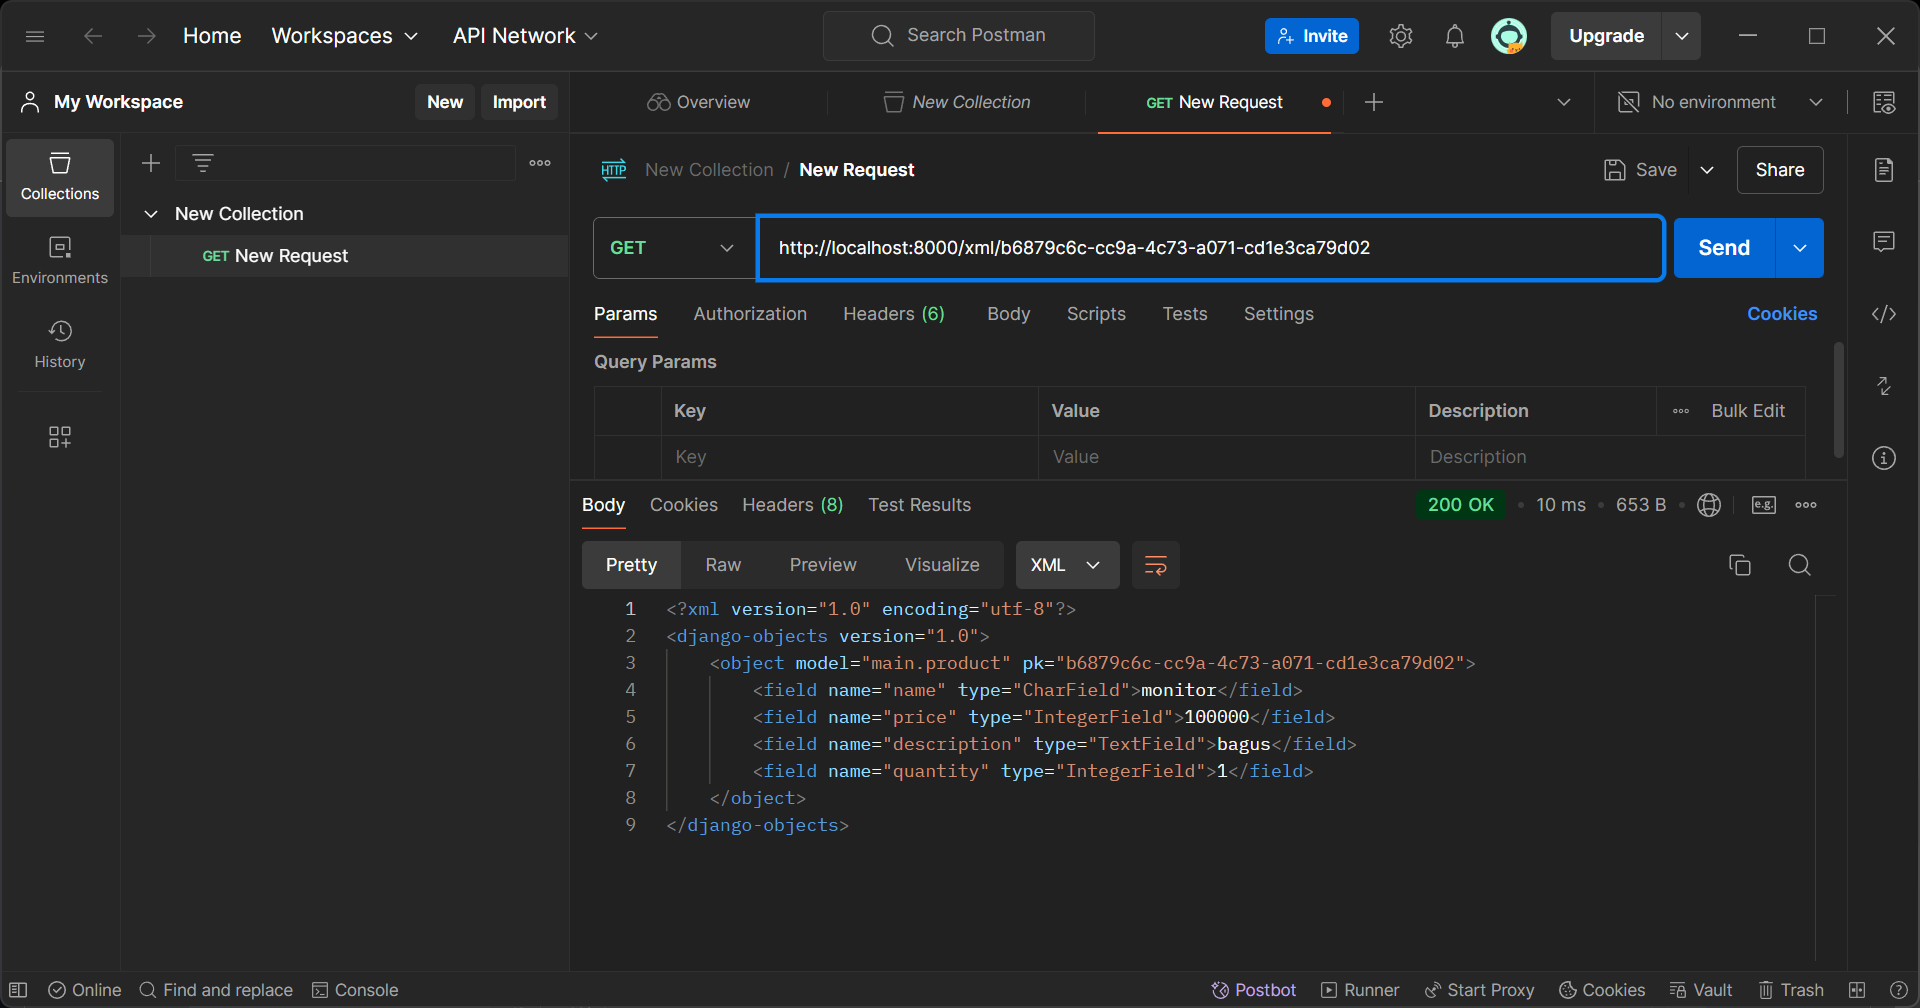 Home Workspaces API Network Search Postman Invite Upgrade
My Workspace New Import Overview New Collection GET New Request No environment
Collections
Environments
History
New Collection
GET New Request
HTTP New Collection / New Request Save Share
GET http://localhost:8000/xml/b6879c6c-cc9a-4c73-a071-cd1e3ca79d02 Send
Params Authorization Headers (6) Body Scripts Tests Settings Cookies
Query Params
Key Value Description Bulk Edit
Key Value Description
Body Cookies Headers (8) Test Results 200 OK 10 ms 653 B e.g.
Pretty Raw Preview Visualize XML
1 <?xml version="1.0" encoding="utf-8"?>
2 <django-objects version="1.0">
3 <object model="main.product" pk="b6879c6c-cc9a-4c73-a071-cd1e3ca79d02">
4 <field name="name" type="CharField">monitor</field>
5 <field name="price" type="IntegerField">100000</field>
6 <field name="description" type="TextField">bagus</field>
7 <field name="quantity" type="IntegerField">1</field>
8 </object>
9 </django-objects>
Online Find and replace Console Postbot Runner Start Proxy Cookies Vault Trash